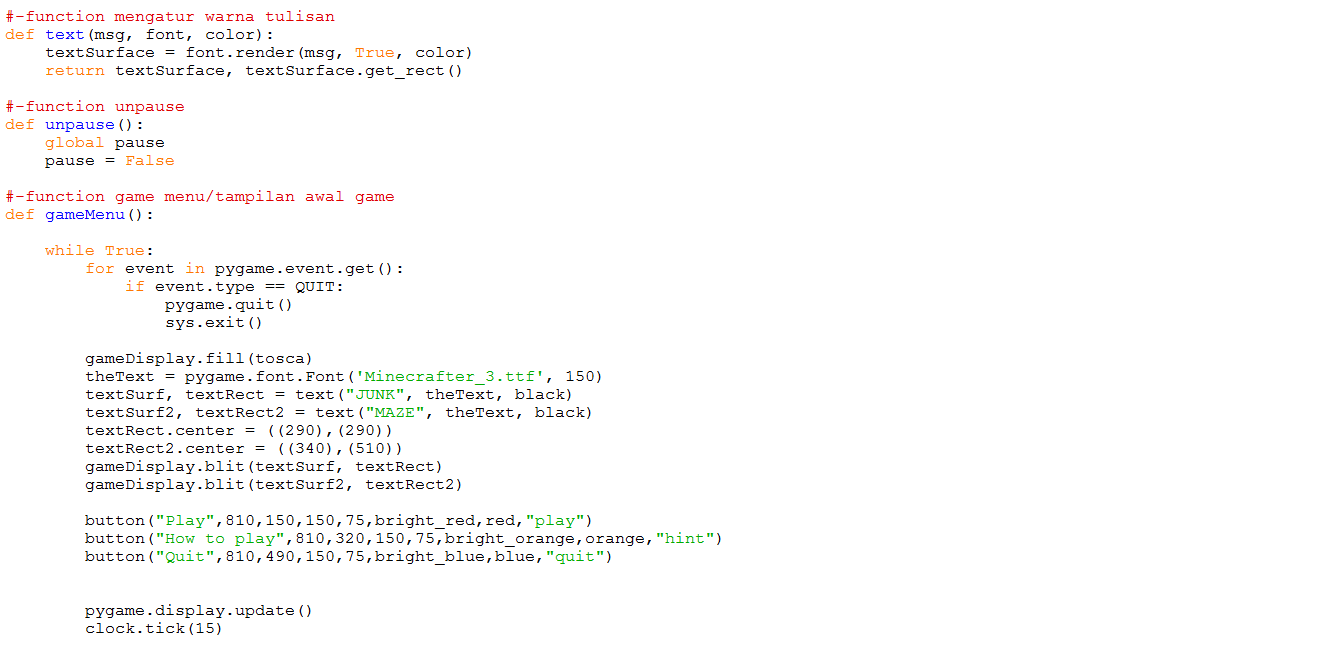 #-function mengatur warna tulisan
def text(msg, font, color):
    textSurface = font.render(msg, True, color)
    return textSurface, textSurface.get_rect()

#-function unpause
def unpause():
    global pause
    pause = False

#-function game menu/tampilan awal game
def gameMenu():

    while True:
        for event in pygame.event.get():
            if event.type == QUIT:
                pygame.quit()
                sys.exit()

        gameDisplay.fill(tosca)
        theText = pygame.font.Font('Minecrafter_3.ttf', 150)
        textSurf, textRect = text("JUNK", theText, black)
        textSurf2, textRect2 = text("MAZE", theText, black)
        textRect.center = ((290),(290))
        textRect2.center = ((340),(510))
        gameDisplay.blit(textSurf, textRect)
        gameDisplay.blit(textSurf2, textRect2)

        button("Play",810,150,150,75,bright_red,red,"play")
        button("How to play",810,320,150,75,bright_orange,orange,"hint")
        button("Quit",810,490,150,75,bright_blue,blue,"quit")


        pygame.display.update()
        clock.tick(15)